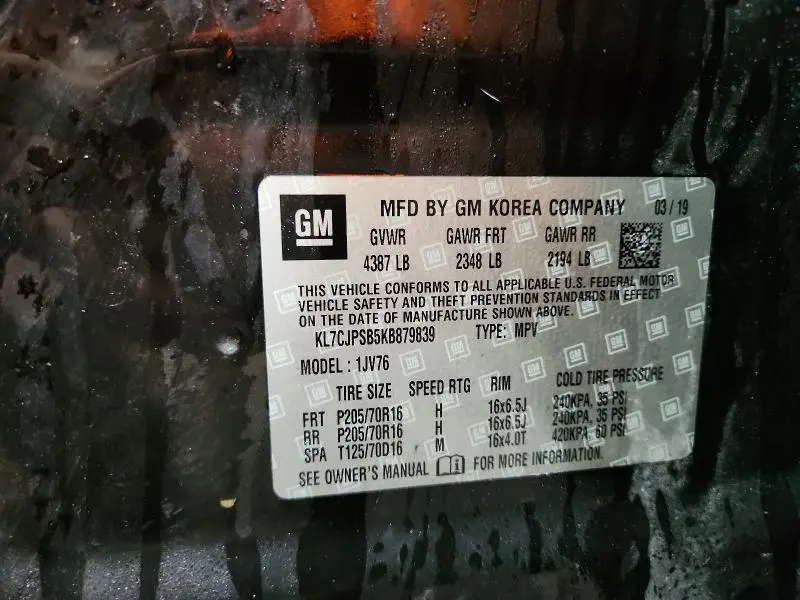 GM
MFD BY GM KOREA COMPANY 03 / 19
GVWR GAWR FRT GAWR RR
4387 LB 2348 LB 2194 LB
THIS VEHICLE CONFORMS TO ALL APPLICABLE U.S. FEDERAL MOTOR
VEHICLE SAFETY AND THEFT PREVENTION STANDARDS IN EFFECT
ON THE DATE OF MANUFACTURE SHOWN ABOVE.
KL7CJPSB5KB879839 TYPE: MPV
MODEL : 1JV76
TIRE SIZE SPEED RTG RIM COLD TIRE PRESSURE
FRT P205/70R16 H 16x6.5J 240KPA, 35 PSI
RR P205/70R16 H 16x6.5J 240KPA, 35 PSI
SPA T125/70D16 M 16x4.0T 420KPA, 60 PSI
SEE OWNER'S MANUAL FOR MORE INFORMATION.